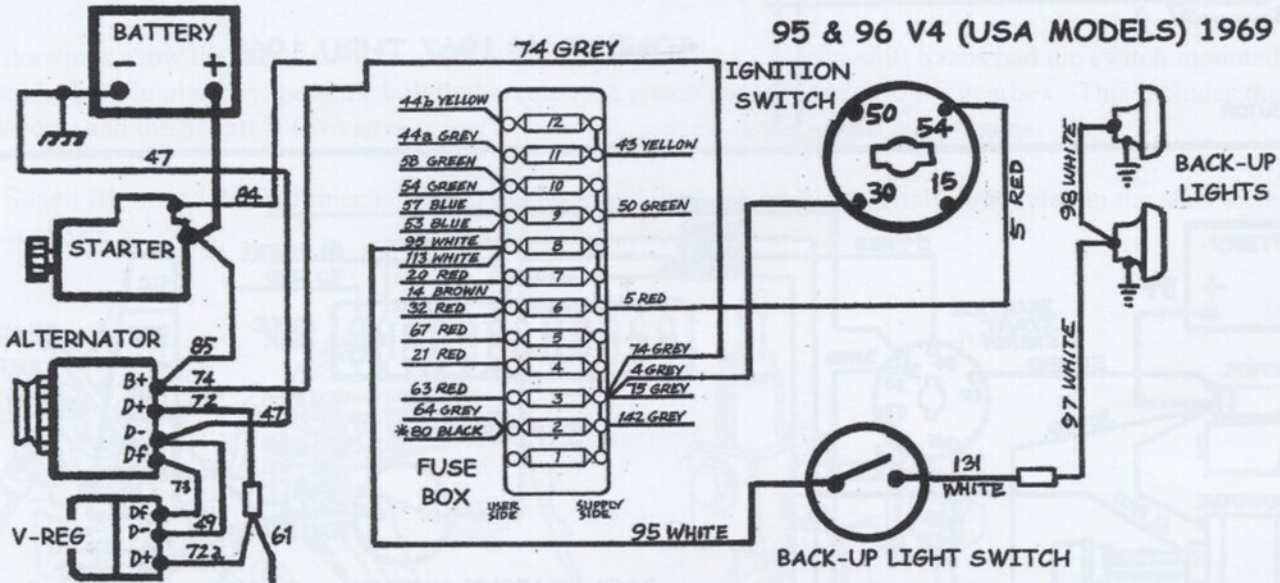 95 & 96 V4 (USA MODELS) 1969
BATTERY
+
47
84
STARTER
ALTERNATOR
85
B+
74
D+
72
D-
47
Df
73
V-REG
Df
D-
49
D+
72a
61
74 GREY
44b YELLOW
44a GREY
58 GREEN
54 GREEN
57 BLUE
53 BLUE
95 WHITE
113 WHITE
20 RED
14 BROWN
32 RED
67 RED
21 RED
63 RED
64 GREY
*80 BLACK
FUSE
BOX
12
11
10
9
8
7
6
5
4
3
2
1
USER
SIDE
SUPPLY
SIDE
43 YELLOW
50 GREEN
5 RED
74 GREY
4 GREY
75 GREY
142 GREY
IGNITION
SWITCH
50
54
30
15
5 RED
98 WHITE
BACK-UP
LIGHTS
97 WHITE
131
WHITE
95 WHITE
BACK-UP LIGHT SWITCH